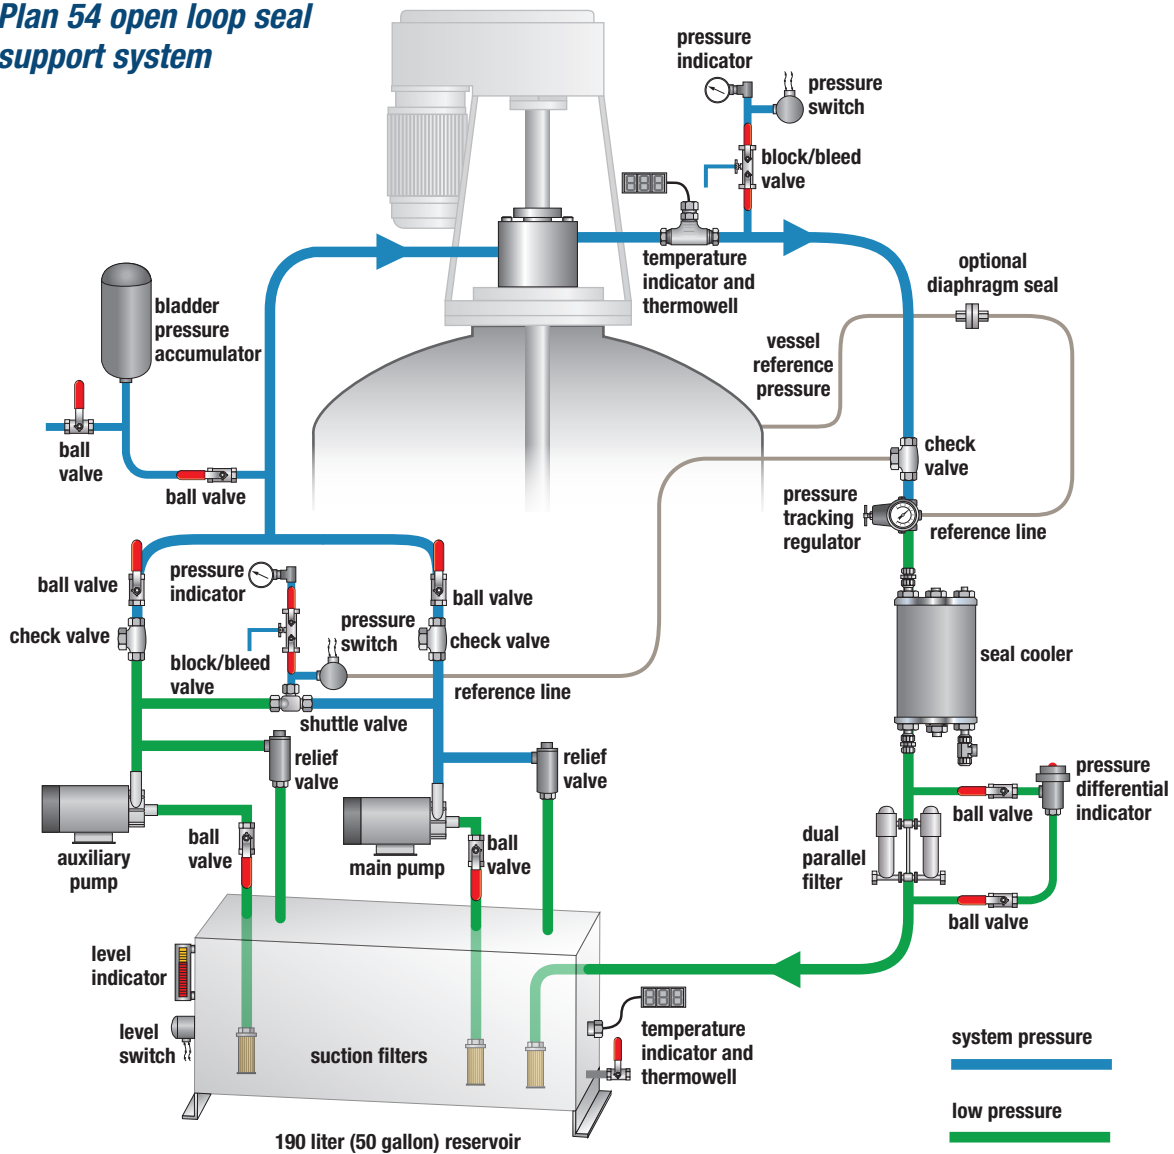 Plan 54 open loop seal
support system
pressure
indicator
pressure
switch
block/bleed
valve
temperature
indicator and
thermowell
optional
diaphragm seal
vessel
reference
pressure
bladder
pressure
accumulator
ball
valve
ball valve
check
valve
pressure
tracking
regulator
reference line
ball valve
pressure
indicator
ball valve
check valve
pressure
switch
check valve
block/bleed
valve
reference line
shuttle valve
seal cooler
relief
valve
relief
valve
pressure
differential
indicator
ball valve
ball
valve
auxiliary
pump
main pump
ball
valve
dual
parallel
filter
ball valve
level
indicator
level
switch
suction filters
temperature
indicator and
thermowell
system pressure
low pressure
190 liter (50 gallon) reservoir